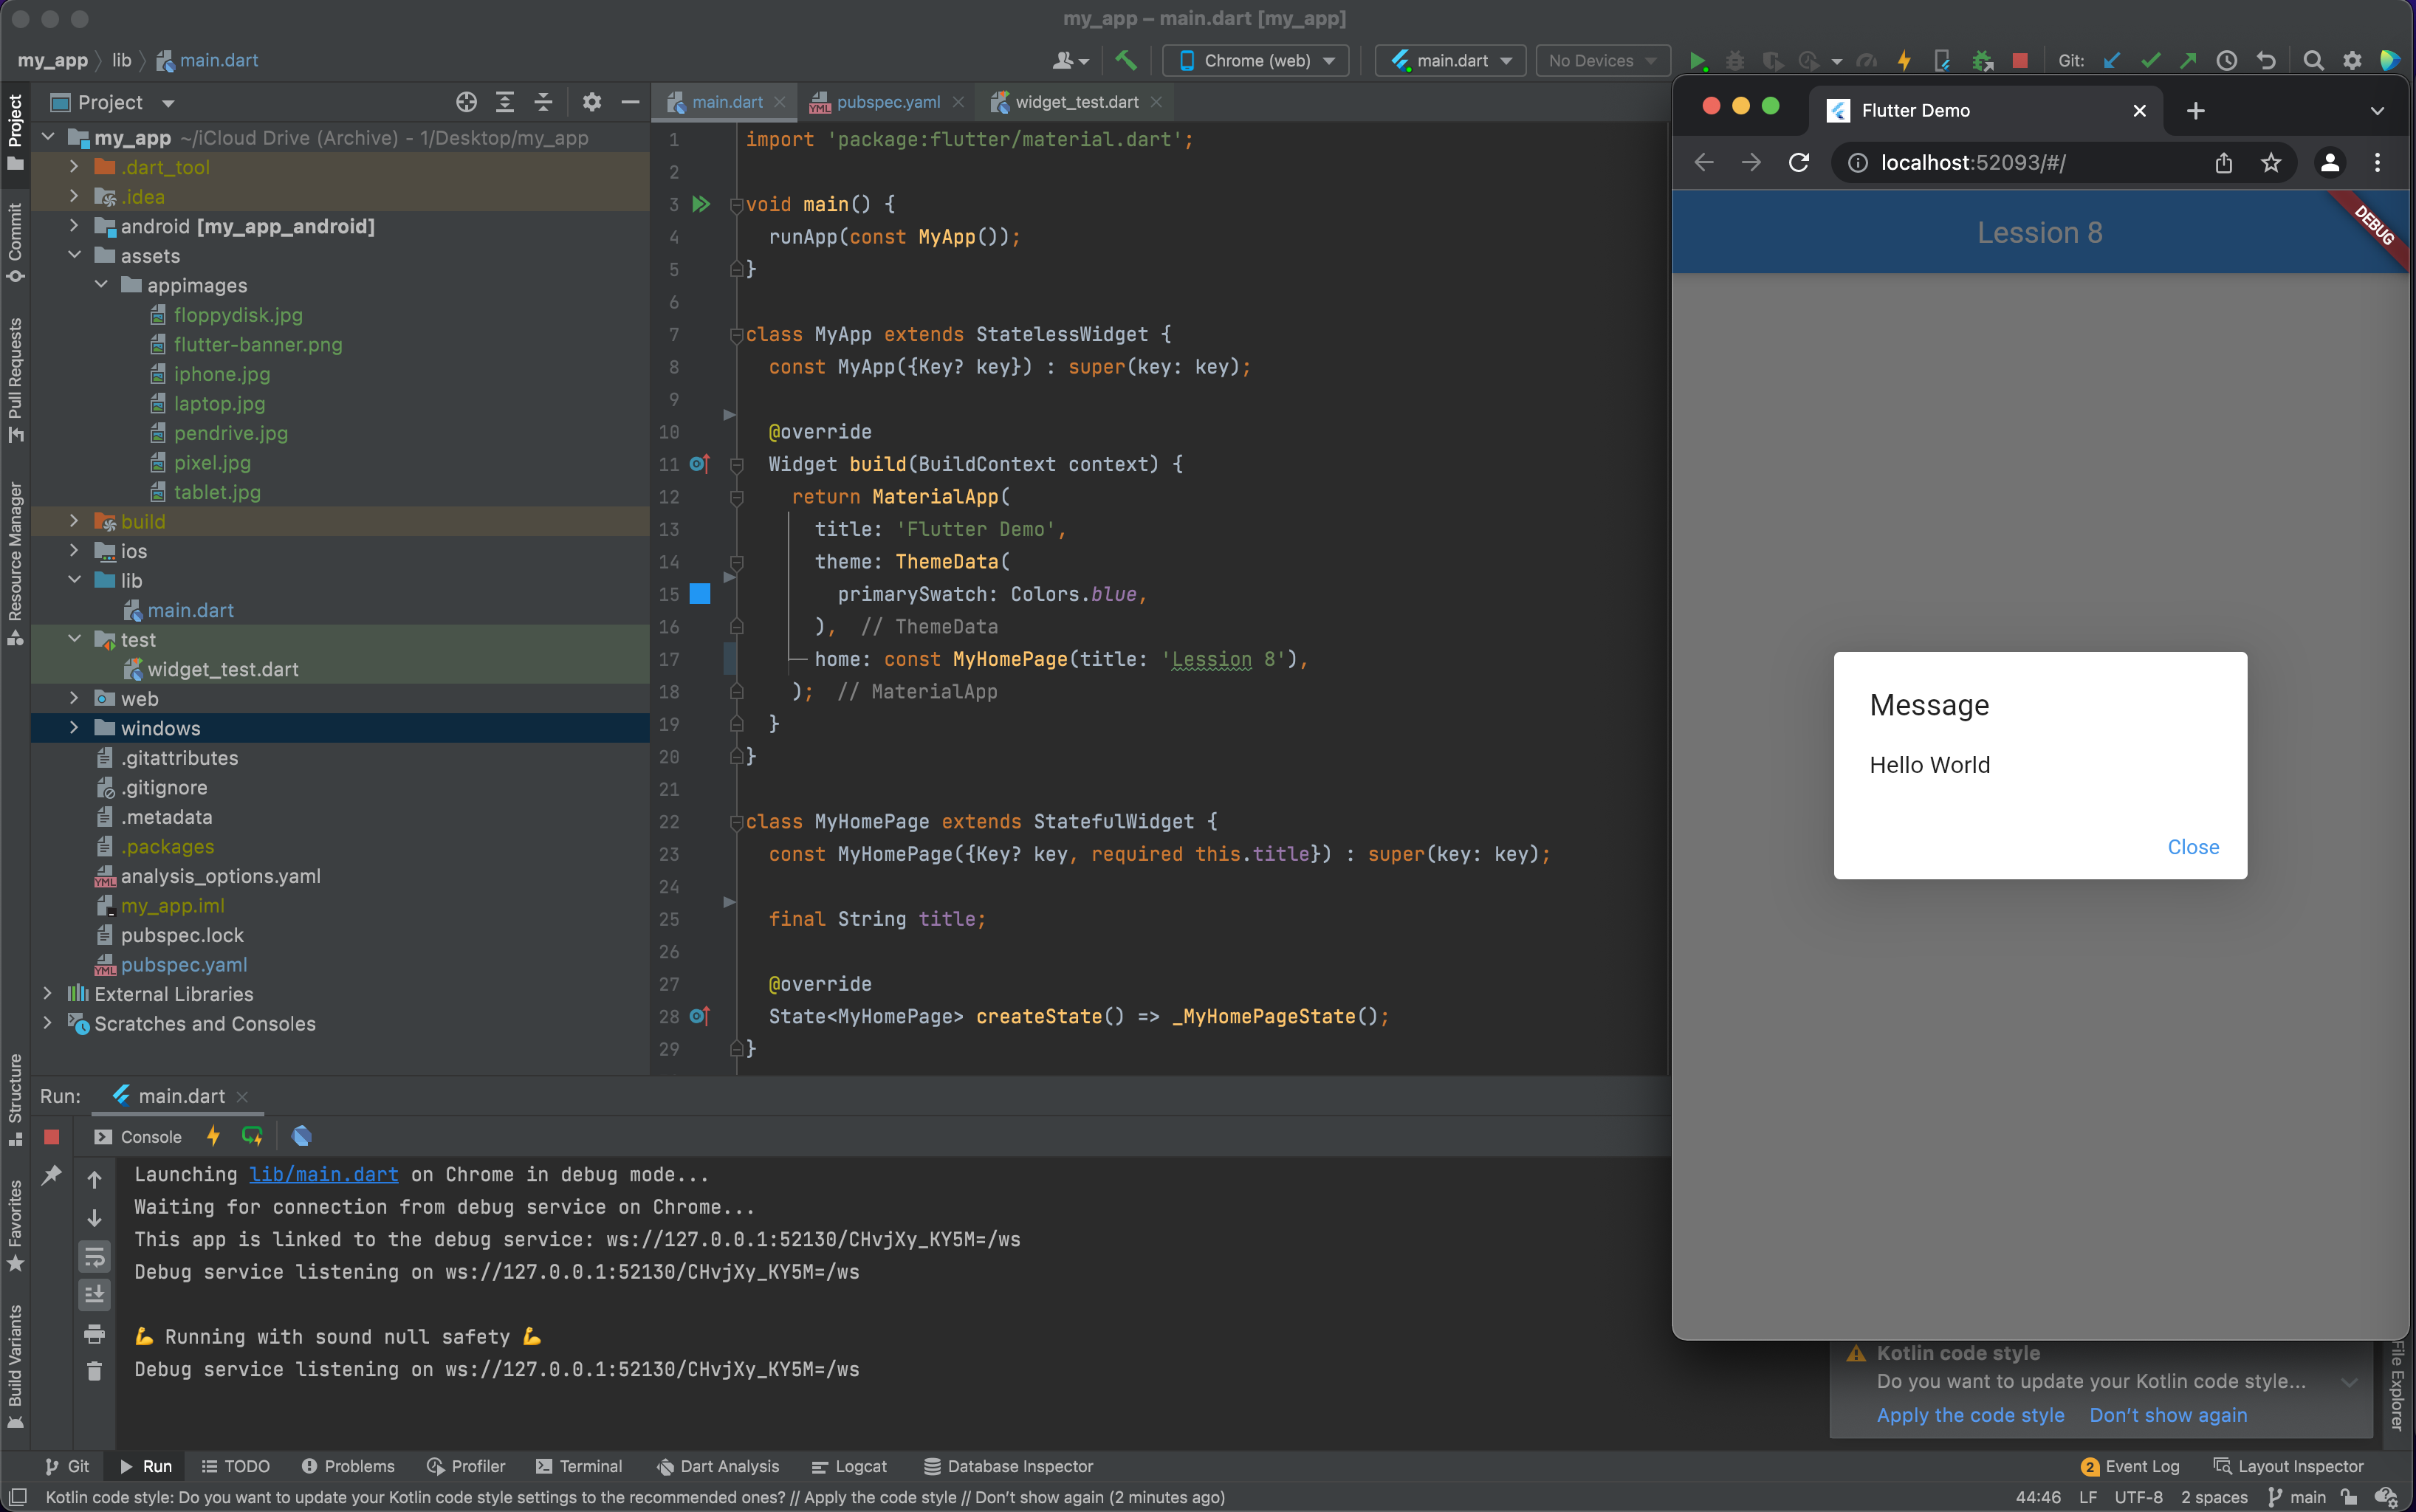 my_app – main.dart [my_app]
my_app lib main.dart
Chrome (web) main.dart No Devices Git:
Project
main.dart pubspec.yaml widget_test.dart
Project
Commit
Pull Requests
Resource Manager
Structure
Favorites
Build Variants
my_app ~/iCloud Drive (Archive) - 1/Desktop/my_app
.dart_tool
.idea
android [my_app_android]
assets
appimages
floppydisk.jpg
flutter-banner.png
iphone.jpg
laptop.jpg
pendrive.jpg
pixel.jpg
tablet.jpg
build
ios
lib
main.dart
test
widget_test.dart
web
windows
.gitattributes
.gitignore
.metadata
.packages
analysis_options.yaml
my_app.iml
pubspec.lock
pubspec.yaml
External Libraries
Scratches and Consoles
1 import 'package:flutter/material.dart';
2
3 void main() {
4 runApp(const MyApp());
5 }
6
7 class MyApp extends StatelessWidget {
8 const MyApp({Key? key}) : super(key: key);
9
10 @override
11 Widget build(BuildContext context) {
12 return MaterialApp(
13 title: 'Flutter Demo',
14 theme: ThemeData(
15 primarySwatch: Colors.blue,
16 ), // ThemeData
17 home: const MyHomePage(title: 'Lession 8'),
18 ); // MaterialApp
19 }
20 }
21
22 class MyHomePage extends StatefulWidget {
23 const MyHomePage({Key? key, required this.title}) : super(key: key);
24
25 final String title;
26
27 @override
28 State<MyHomePage> createState() => _MyHomePageState();
29 }
Flutter Demo
localhost:52093/#/
Lession 8
DEBUG
Message
Hello World
Close
Run: main.dart
Console
Launching lib/main.dart on Chrome in debug mode...
Waiting for connection from debug service on Chrome...
This app is linked to the debug service: ws://127.0.0.1:52130/CHvjXy_KY5M=/ws
Debug service listening on ws://127.0.0.1:52130/CHvjXy_KY5M=/ws
💪 Running with sound null safety 💪
Debug service listening on ws://127.0.0.1:52130/CHvjXy_KY5M=/ws
Kotlin code style
Do you want to update your Kotlin code style...
Apply the code style Don't show again
File Explorer
Git Run TODO Problems Profiler Terminal Dart Analysis Logcat Database Inspector 2 Event Log Layout Inspector
Kotlin code style: Do you want to update your Kotlin code style settings to the recommended ones? // Apply the code style // Don't show again (2 minutes ago) 44:46 LF UTF-8 2 spaces main